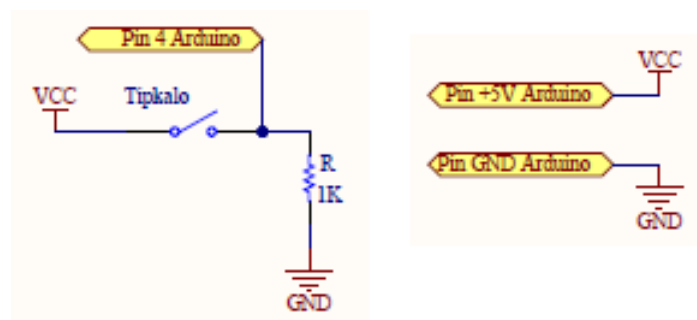 Pin 4 Arduino
VCC
Tipkalo
R
1K
GND
VCC
Pin +5V Arduino
Pin GND Arduino
GND